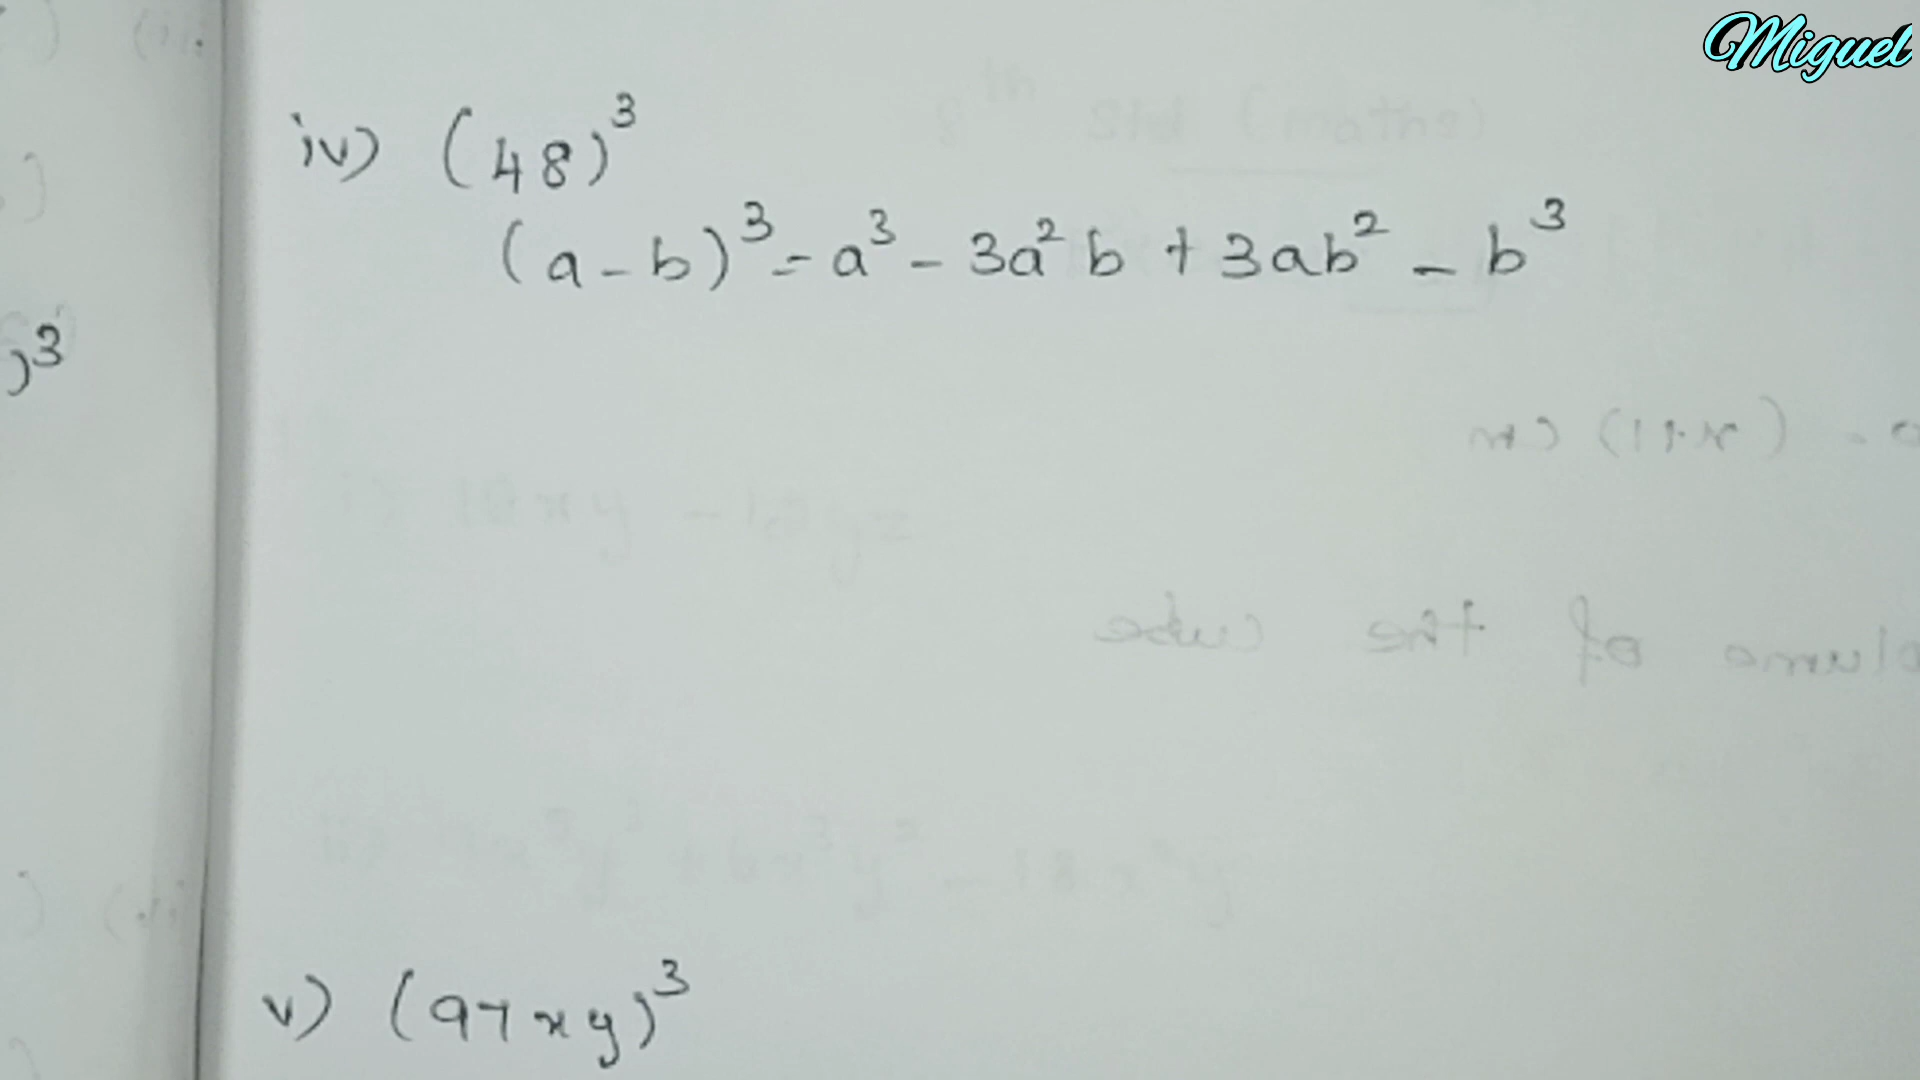 Miguel
iv) (48)³
(a-b)³ = a³ - 3a²b + 3ab² - b³
)³
v) (97xy)³